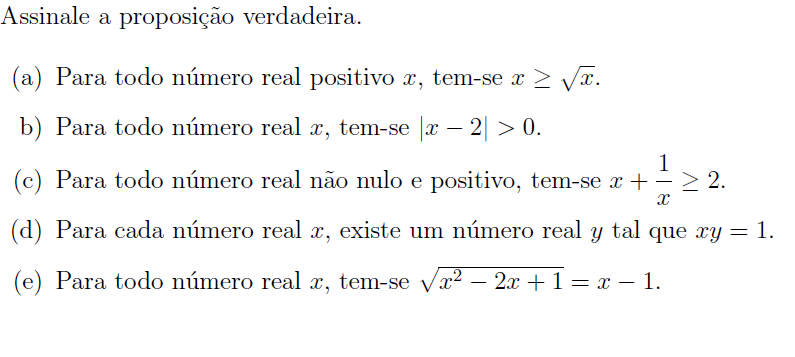 Assinale a proposição verdadeira.
(a) Para todo número real positivo x, tem-se x ≥ √x.
b) Para todo número real x, tem-se |x − 2| > 0.
(c) Para todo número real não nulo e positivo, tem-se x + 1/x ≥ 2.
(d) Para cada número real x, existe um número real y tal que xy = 1.
(e) Para todo número real x, tem-se √(x² − 2x + 1) = x − 1.